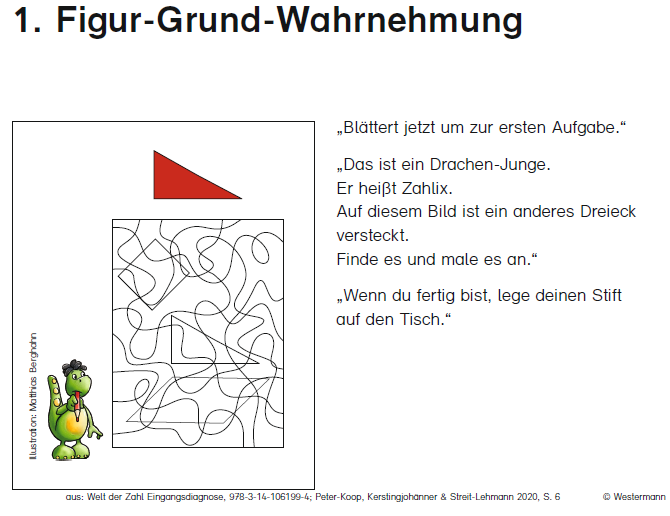 1. Figur-Grund-Wahrnehmung
„Blättert jetzt um zur ersten Aufgabe.“
„Das ist ein Drachen-Junge.
Er heißt Zahlix.
Auf diesem Bild ist ein anderes Dreieck
versteckt.
Finde es und male es an.“
„Wenn du fertig bist, lege deinen Stift
auf den Tisch.“
Illustration: Matthias Berghahn
aus: Welt der Zahl Eingangsdiagnose, 978-3-14-106199-4; Peter-Koop, Kerstingjohänner & Streit-Lehmann 2020, S. 6
© Westermann